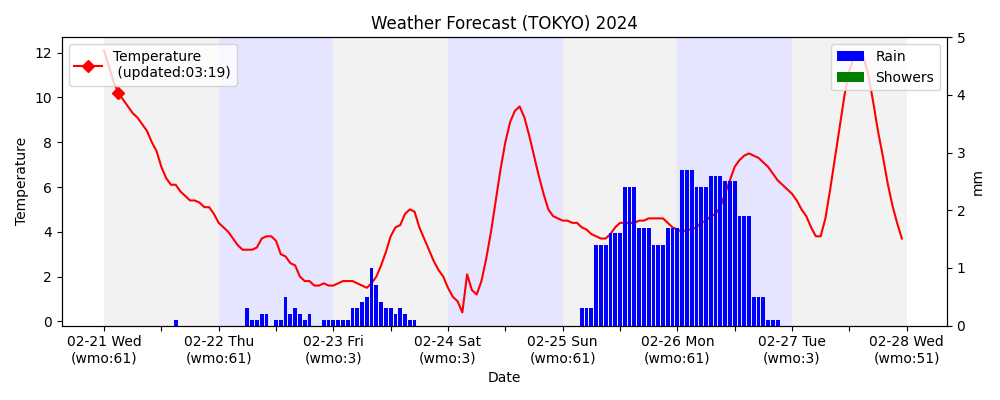 Weather Forecast (TOKYO) 2024
Temperature
(updated:03:19)
Rain
Showers
12
10
8
6
4
2
0
Temperature
5
4
3
2
1
0
mm
02-21 Wed
(wmo:61)
02-22 Thu
(wmo:61)
02-23 Fri
(wmo:3)
02-24 Sat
(wmo:3)
02-25 Sun
(wmo:61)
02-26 Mon
(wmo:61)
02-27 Tue
(wmo:3)
02-28 Wed
(wmo:51)
Date